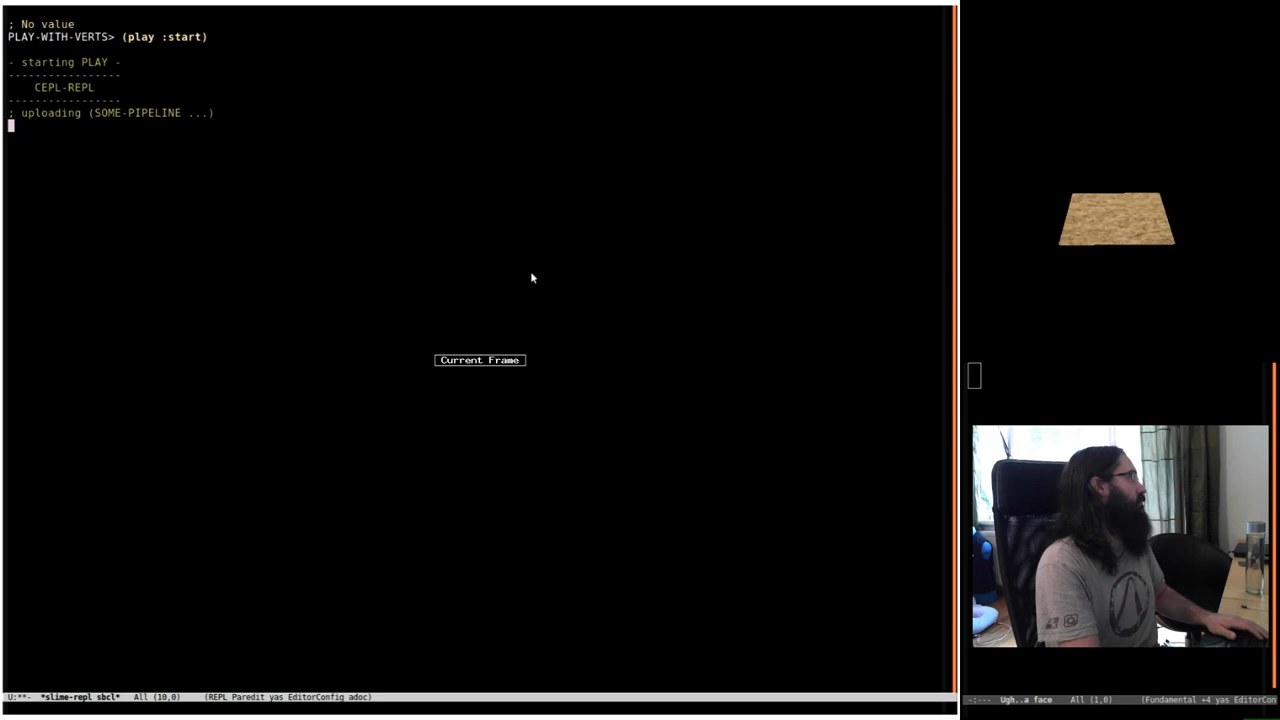 ; No value
PLAY-WITH-VERTS> (play :start)
- starting PLAY -
-----------------
CEPL-REPL
-----------------
; uploading (SOME-PIPELINE ...)
Current Frame
U:**-  *slime-repl sbcl*   All (10,0)    (REPL Paredit yas EditorConfig adoc)
-:---  Ugh..a face   All (1,0)     (Fundamental +4 yas EditorCon